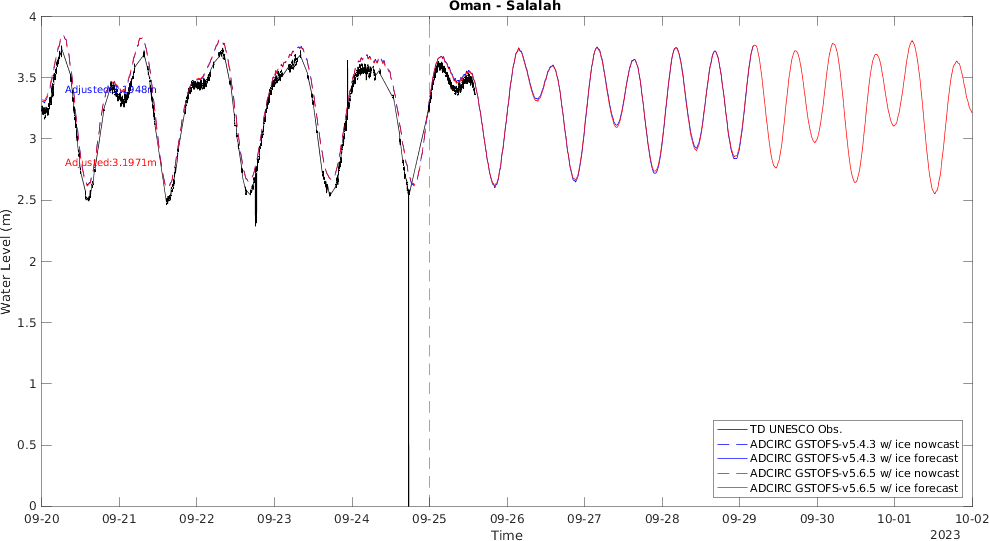 Oman - Salalah
4
3.5
3
2.5
2
1.5
1
0.5
0
Water Level (m)
Adjusted:3.1948m
Adjusted:3.1971m
TD UNESCO Obs.
ADCIRC GSTOFS-v5.4.3 w/ ice nowcast
ADCIRC GSTOFS-v5.4.3 w/ ice forecast
ADCIRC GSTOFS-v5.6.5 w/ ice nowcast
ADCIRC GSTOFS-v5.6.5 w/ ice forecast
09-20 09-21 09-22 09-23 09-24 09-25 09-26 09-27 09-28 09-29 09-30 10-01 10-02
Time
2023